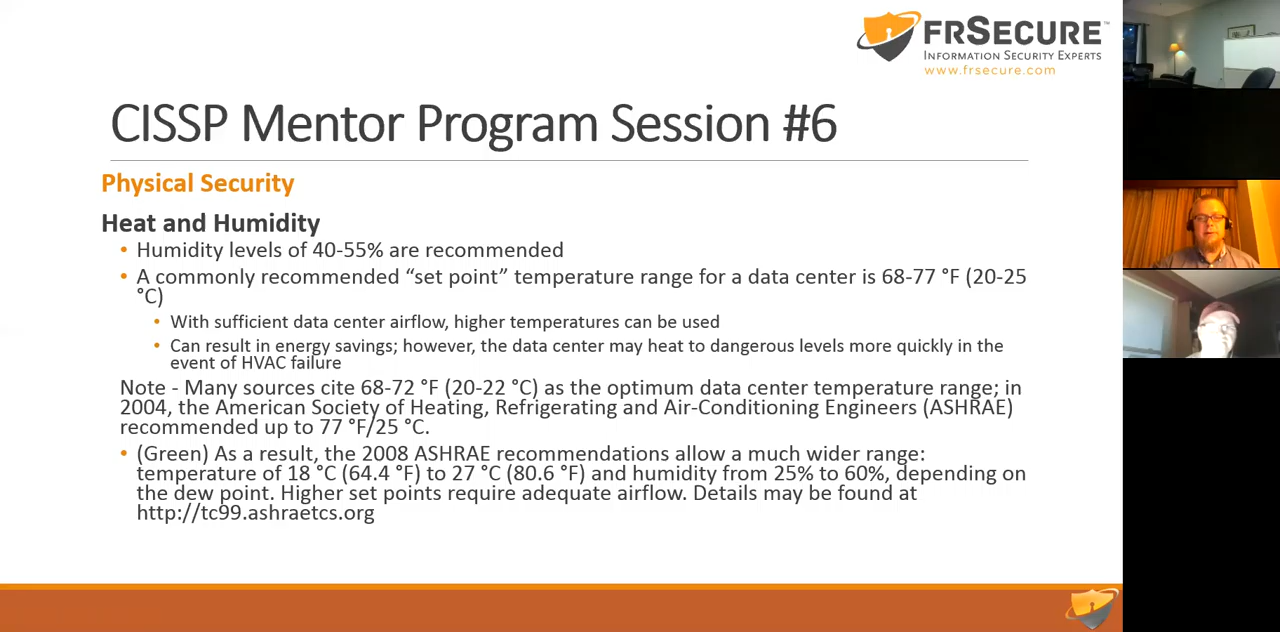 FRSECURE™
INFORMATION SECURITY EXPERTS
www.frsecure.com
CISSP Mentor Program Session #6
Physical Security
Heat and Humidity
• Humidity levels of 40-55% are recommended
• A commonly recommended “set point” temperature range for a data center is 68-77 °F (20-25
°C)
• With sufficient data center airflow, higher temperatures can be used
• Can result in energy savings; however, the data center may heat to dangerous levels more quickly in the
event of HVAC failure
Note - Many sources cite 68-72 °F (20-22 °C) as the optimum data center temperature range; in
2004, the American Society of Heating, Refrigerating and Air-Conditioning Engineers (ASHRAE)
recommended up to 77 °F/25 °C.
• (Green) As a result, the 2008 ASHRAE recommendations allow a much wider range:
temperature of 18 °C (64.4 °F) to 27 °C (80.6 °F) and humidity from 25% to 60%, depending on
the dew point. Higher set points require adequate airflow. Details may be found at
http://tc99.ashraetcs.org